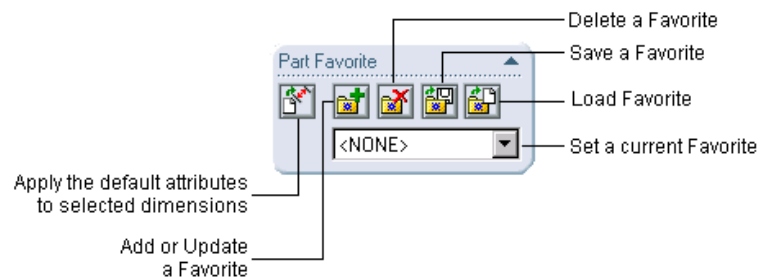 Delete a Favorite
Save a Favorite
Part Favorite
Load Favorite
<NONE>
Set a current Favorite
Apply the default attributes
to selected dimensions
Add or Update
a Favorite